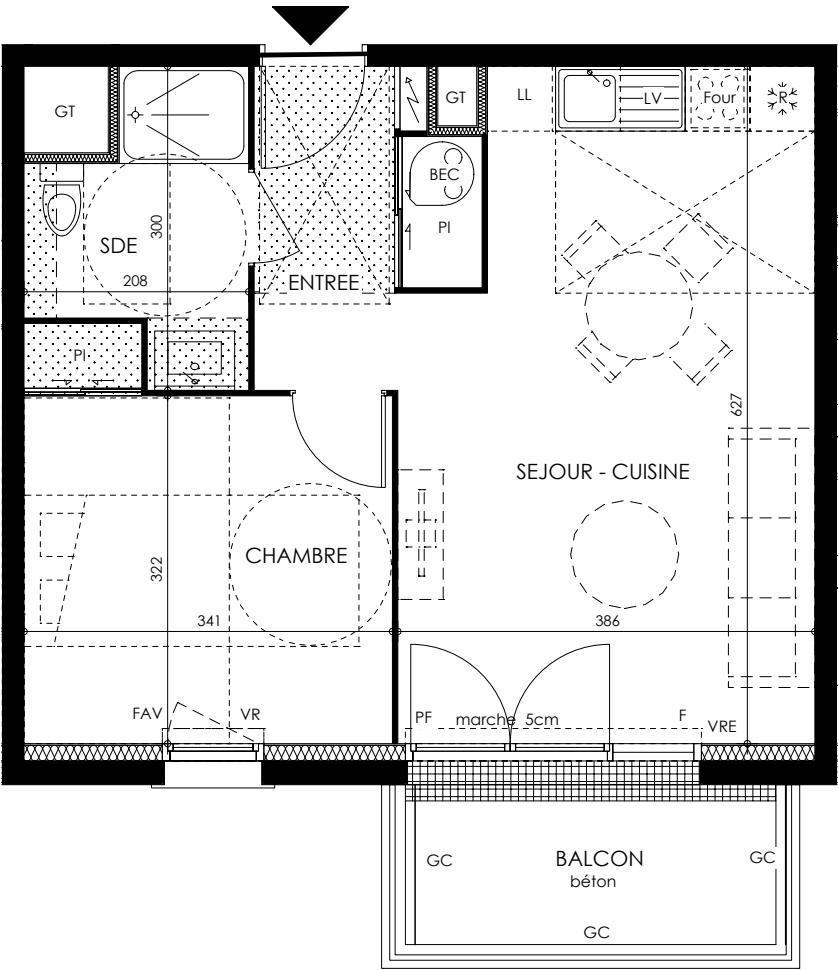 GT
GT
LL
LV
Four
R
BEC
PI
SDE
300
208
ENTREE
PI
627
SEJOUR - CUISINE
CHAMBRE
322
341
386
FAV
VR
PF
marche 5cm
F
VRE
GC
BALCON
GC
béton
GC